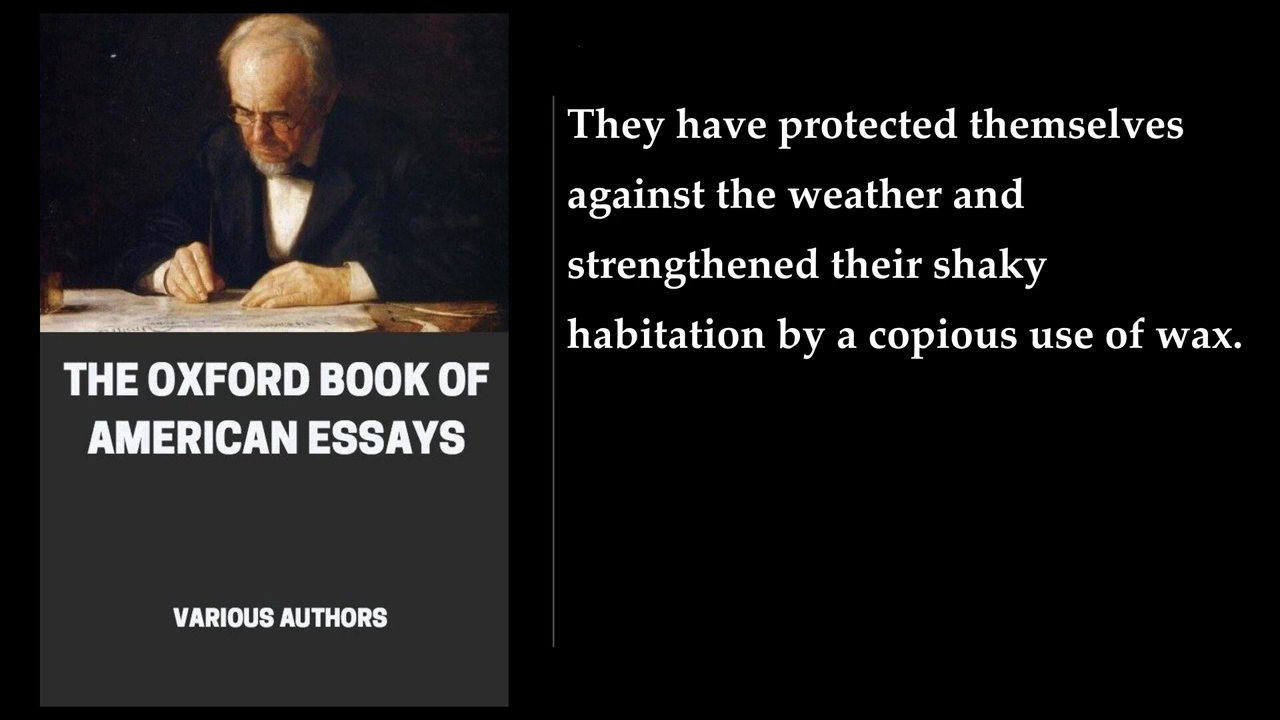 THE OXFORD BOOK OF
AMERICAN ESSAYS
VARIOUS AUTHORS
They have protected themselves
against the weather and
strengthened their shaky
habitation by a copious use of wax.